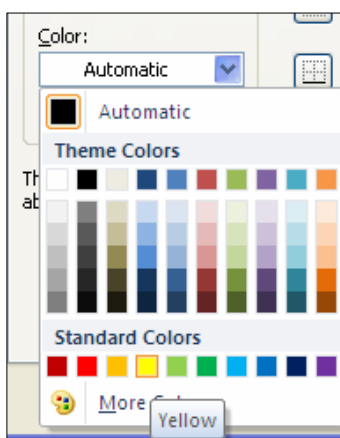 Color:
Automatic
Automatic
Theme Colors
Th
ab
Standard Colors
More
Yellow